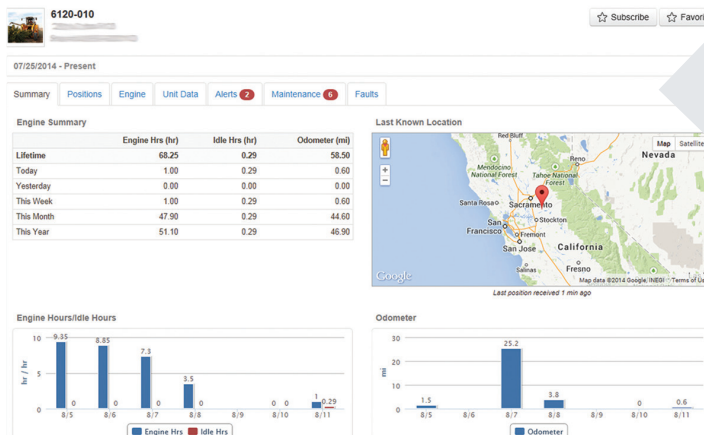 6120-010
Subscribe
07/25/2014 - Present
Summary Positions Engine Unit Data Alerts 2 Maintenance 6 Faults
Engine Summary
Engine Hrs (hr) Idle Hrs (hr) Odometer (mi)
Lifetime 68.25 0.29 58.50
Today 1.00 0.29 0.60
Yesterday 0.00 0.00 0.00
This Week 1.00 0.29 0.60
This Month 47.90 0.29 44.60
This Year 51.10 0.29 46.90
Last Known Location
Map Satellite
Red Bluff
Reno
Nevada
Mendocino
National Forest
Tahoe National
Forest
Santa Rosa
Sacramento
Stockton
San
Francisco
Fremont
San Jose
California
Salinas
Fresno
Google
Map data ©2014 Google, INEGI Terms of Us
Last position received 1 min ago
Engine Hours/Idle Hours
hr / hr
10
5
0
9.35 0
8.85 0
7.3 0
3.5 0
0 0
1 0.29
8/5 8/6 8/7 8/8 8/9 8/10 8/11
Engine Hrs Idle Hrs
Odometer
mi
30
20
10
0
1.5 25.2 3.8 0 0.6
8/5 8/6 8/7 8/8 8/9 8/10 8/11
Odometer